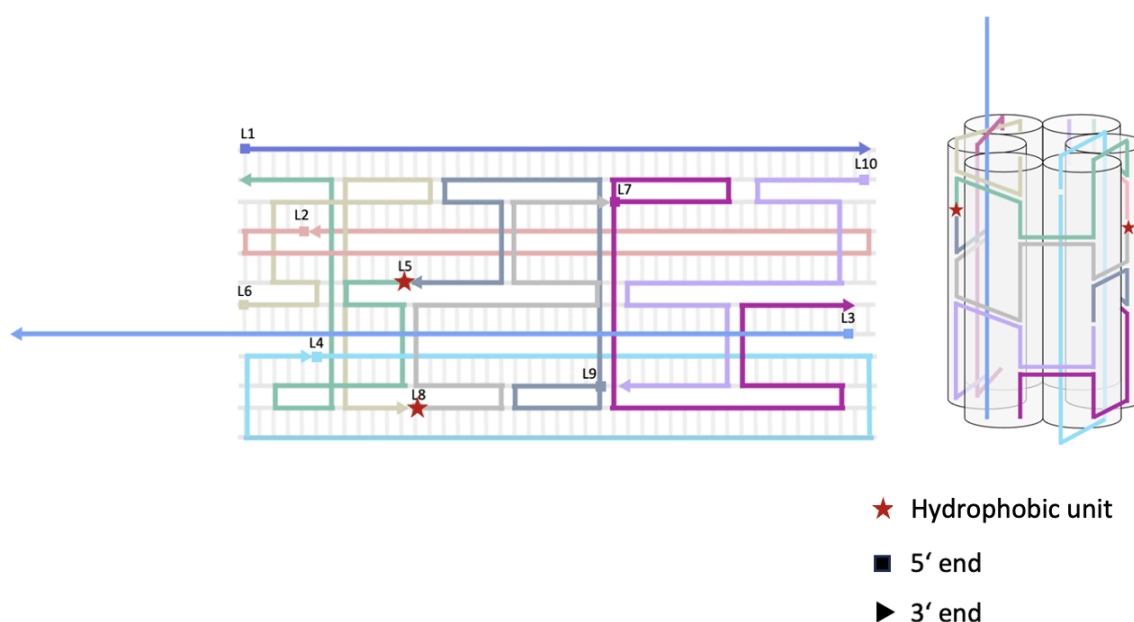 L1
L10
L7
L2
L5
L6
L3
L4
L9
L8
Hydrophobic unit
5‘ end
3‘ end